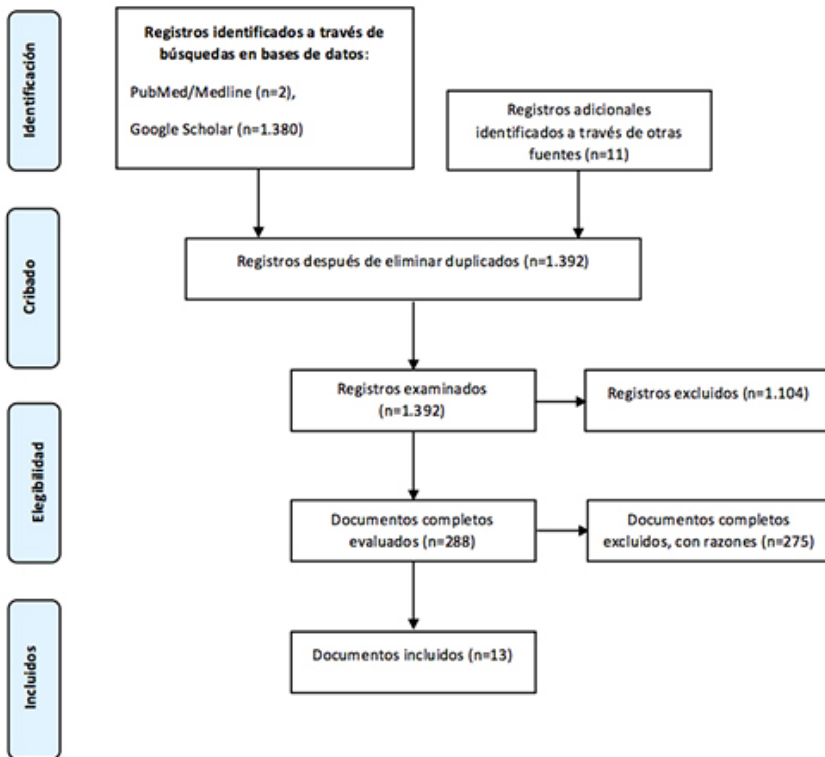 Identificación
Registros identificados a través de
búsquedas en bases de datos:
PubMed/Medline (n=2),
Google Scholar (n=1.380)
Registros adicionales
identificados a través de otras
fuentes (n=11)
Cribado
Registros después de eliminar duplicados (n=1.392)
Registros examinados
(n=1.392)
Registros excluidos (n=1.104)
Elegibilidad
Documentos completos
evaluados (n=288)
Documentos completos
excluidos, con razones (n=275)
Incluidos
Documentos incluidos (n=13)